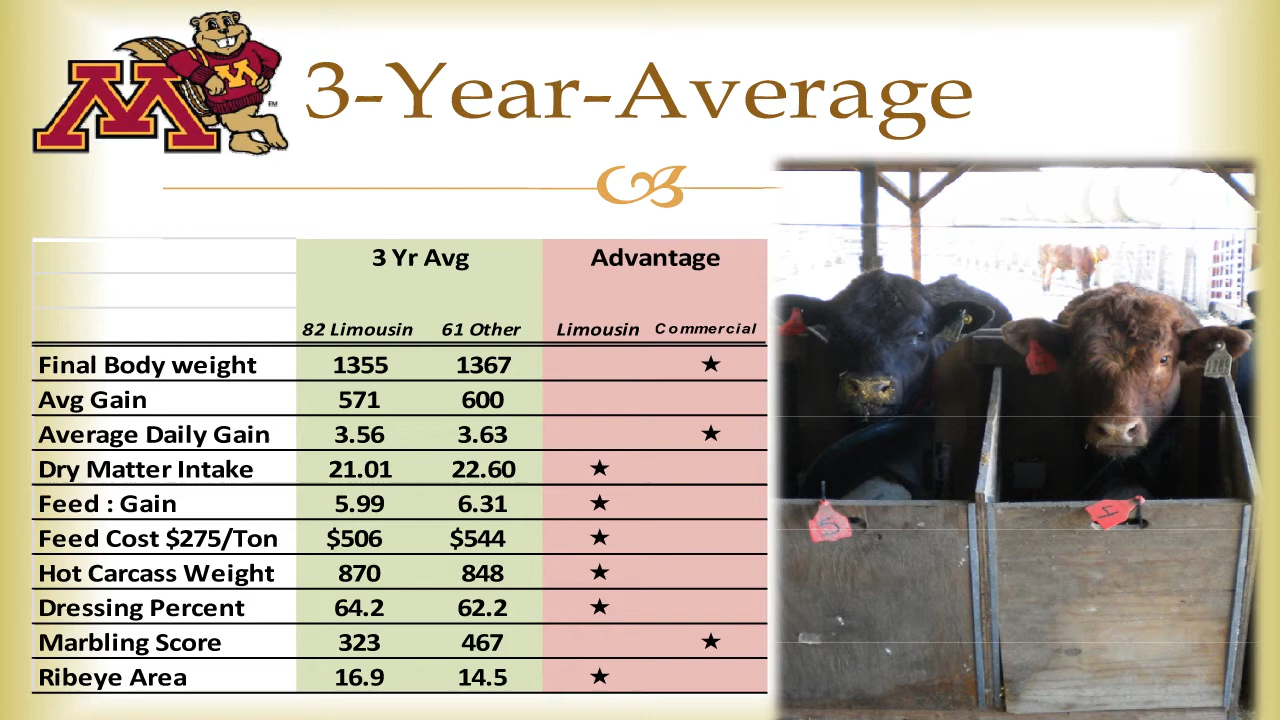 M
M
TM
3-Year-Average
3 Yr Avg Advantage
82 Limousin 61 Other Limousin Commercial
Final Body weight 1355 1367 ★
Avg Gain 571 600
Average Daily Gain 3.56 3.63 ★
Dry Matter Intake 21.01 22.60 ★
Feed : Gain 5.99 6.31 ★
Feed Cost $275/Ton $506 $544 ★
Hot Carcass Weight 870 848 ★
Dressing Percent 64.2 62.2 ★
Marbling Score 323 467 ★
Ribeye Area 16.9 14.5 ★
5
4